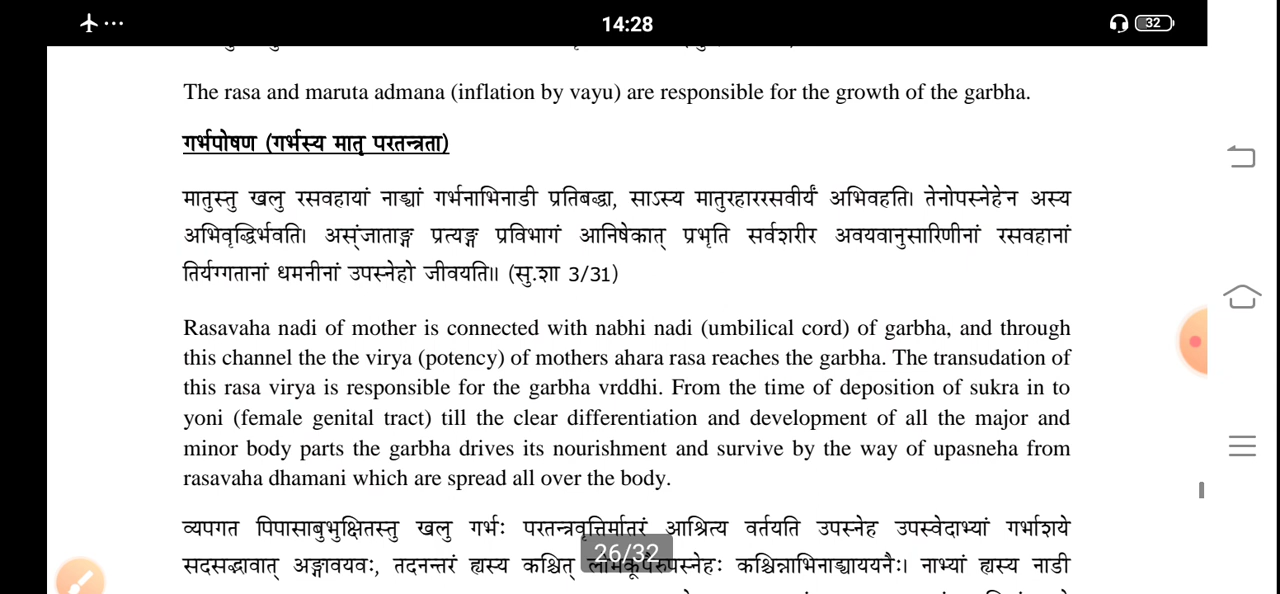 14:28
32
The rasa and maruta admana (inflation by vayu) are responsible for the growth of the garbha.
गर्भपोषण (गर्भस्य मातृ परतन्त्रता)
मातुस्तु खलु रसवहायां नाड्यां गर्भनाभिनाडी प्रतिबद्धा, साऽस्य मातुरहाररसवीर्यं अभिवहति। तेनोपस्नेहेन अस्य
अभिवृद्धिर्भवति। असंजाताङ्ग प्रत्यङ्ग प्रविभागं आनिषेकात् प्रभृति सर्वशरीर अवयवानुसारिणीनां रसवहानां
तिर्यग्गतानां धमनीनां उपस्नेहो जीवयति॥ (सु.शा 3/31)
Rasavaha nadi of mother is connected with nabhi nadi (umbilical cord) of garbha, and through
this channel the the virya (potency) of mothers ahara rasa reaches the garbha. The transudation of
this rasa virya is responsible for the garbha vrddhi. From the time of deposition of sukra in to
yoni (female genital tract) till the clear differentiation and development of all the major and
minor body parts the garbha drives its nourishment and survive by the way of upasneha from
rasavaha dhamani which are spread all over the body.
व्यपगत पिपासाबुभुक्षितस्तु खलु गर्भः परतन्त्रवृत्तिर्मातरं आश्रित्य वर्तयति उपस्नेह उपस्वेदाभ्यां गर्भाशये
26/32
सदसद्भावात् अङ्गावयवः, तदनन्तरं ह्यस्य कश्चित् लोमकूपैरुपस्नेहः कश्चिन्नाभिनाड्याययनैः। नाभ्यां ह्यस्य नाडी